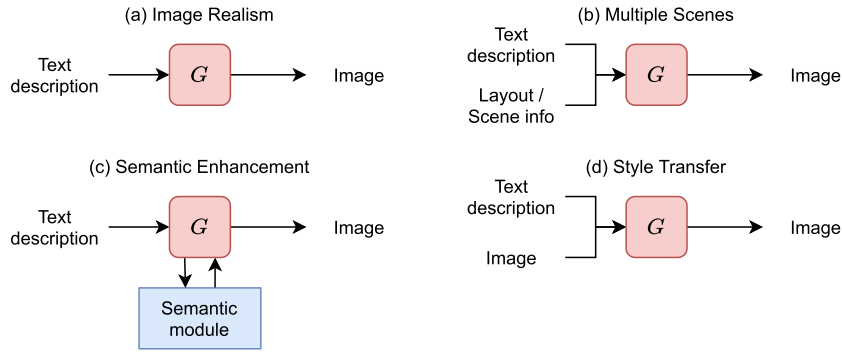 (a) Image Realism
Text
description
G
Image
(b) Multiple Scenes
Text
description
Layout /
Scene info
G
Image
(c) Semantic Enhancement
Text
description
G
Image
Semantic
module
(d) Style Transfer
Text
description
Image
G
Image